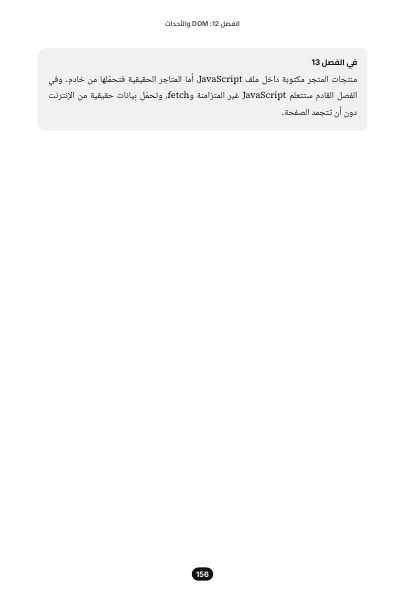 الفصل 12: DOM والأحداث
في الفصل 13
منتجات المتجر مكتوبة داخل ملف JavaScript أما المتاجر الحقيقية فتحمّلها من خادم. وفي
الفصل القادم ستتعلم JavaScript غير المتزامنة وfetch، وتحمّل بيانات حقيقية من الإنترنت
دون أن تتجمد الصفحة.
156